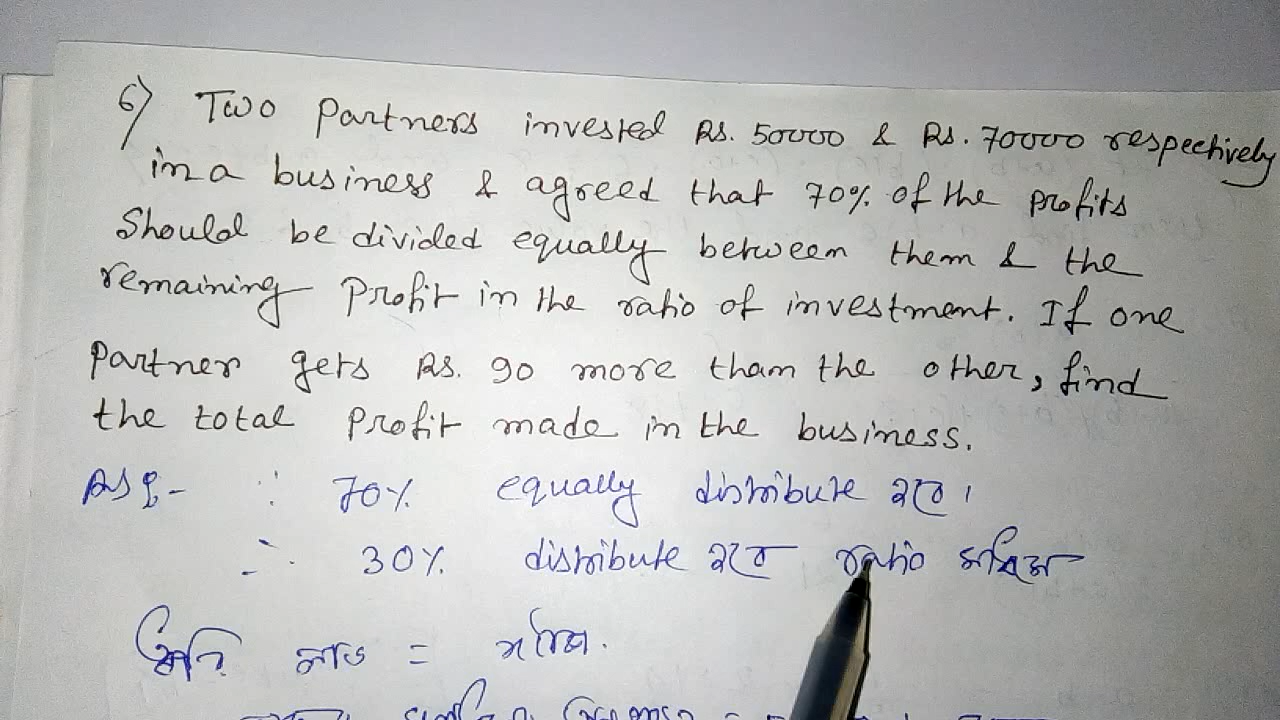 6) Two Partners invested Rs. 50000 & Rs. 70000 respectively
in a business & agreed that 70% of the profits
Should be divided equally between them & the
remaining Profit in the ratio of investment. If one
Partner gets Rs. 90 more than the other, find
the total Profit made in the business.
∵ 70% equally distribute হবে।
∴ 30% distribute হবে ratio
লাভ =